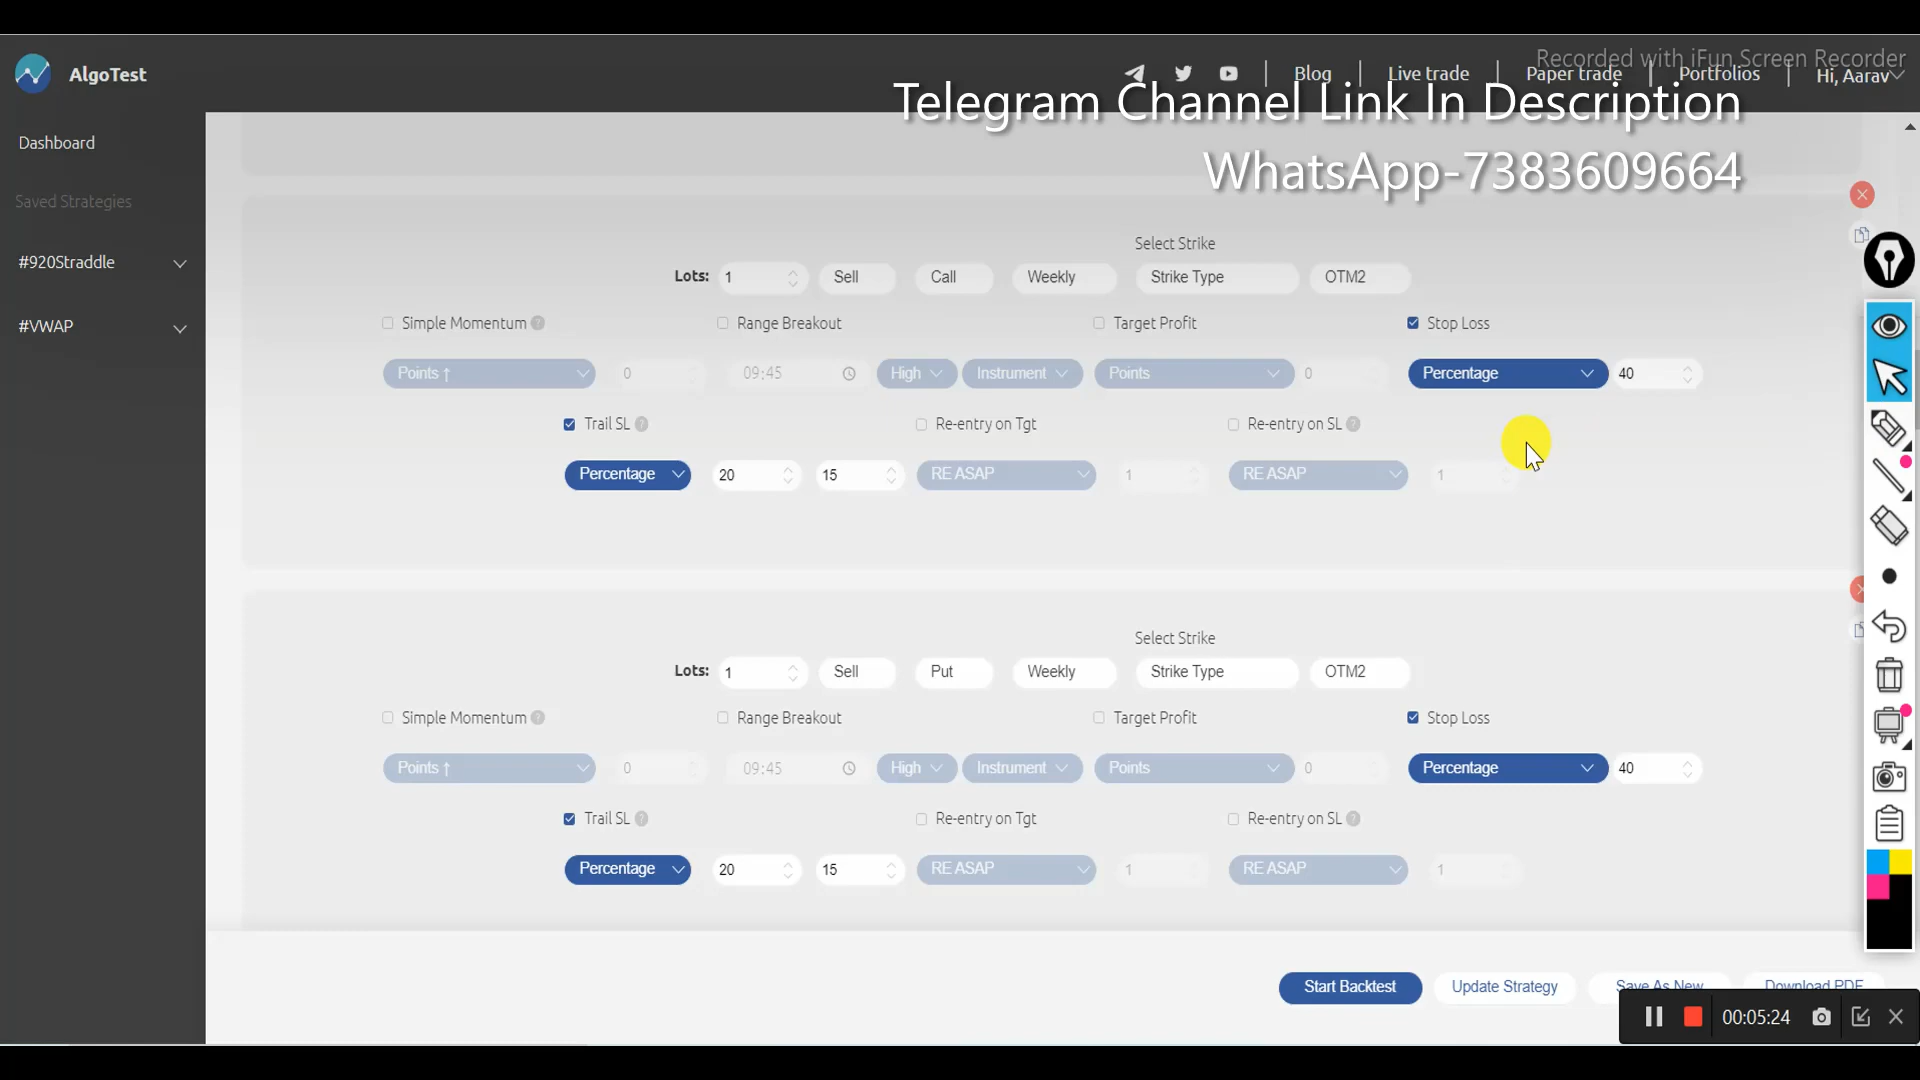 Recorded with iFun Screen Recorder
AlgoTest
Blog
Live trade
Paper trade
Portfolios
Hi, Aarav
Telegram Channel Link In Description
WhatsApp-7383609664
Dashboard
Saved Strategies
#920Straddle
#VWAP
Select Strike
Lots: 1 Sell Call Weekly Strike Type OTM2
Simple Momentum ? Range Breakout Target Profit Stop Loss
Points ↑ 0 09:45 High Instrument Points 0 Percentage 40
Trail SL ? Re-entry on Tgt Re-entry on SL ?
Percentage 20 15 RE ASAP 1 RE ASAP 1
Select Strike
Lots: 1 Sell Put Weekly Strike Type OTM2
Simple Momentum ? Range Breakout Target Profit Stop Loss
Points ↑ 0 09:45 High Instrument Points 0 Percentage 40
Trail SL ? Re-entry on Tgt Re-entry on SL ?
Percentage 20 15 RE ASAP 1 RE ASAP 1
Start Backtest Update Strategy Save As New Download PDF
00:05:24